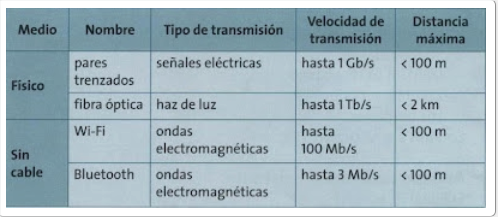 Medio Nombre Tipo de transmisión Velocidad de transmisión Distancia máxima
Físico
pares trenzados señales eléctricas hasta 1 Gb/s < 100 m
fibra óptica haz de luz hasta 1 Tb/s < 2 km
Sin cable
Wi-Fi ondas electromagnéticas hasta 100 Mb/s < 100 m
Bluetooth ondas electromagnéticas hasta 3 Mb/s < 100 m